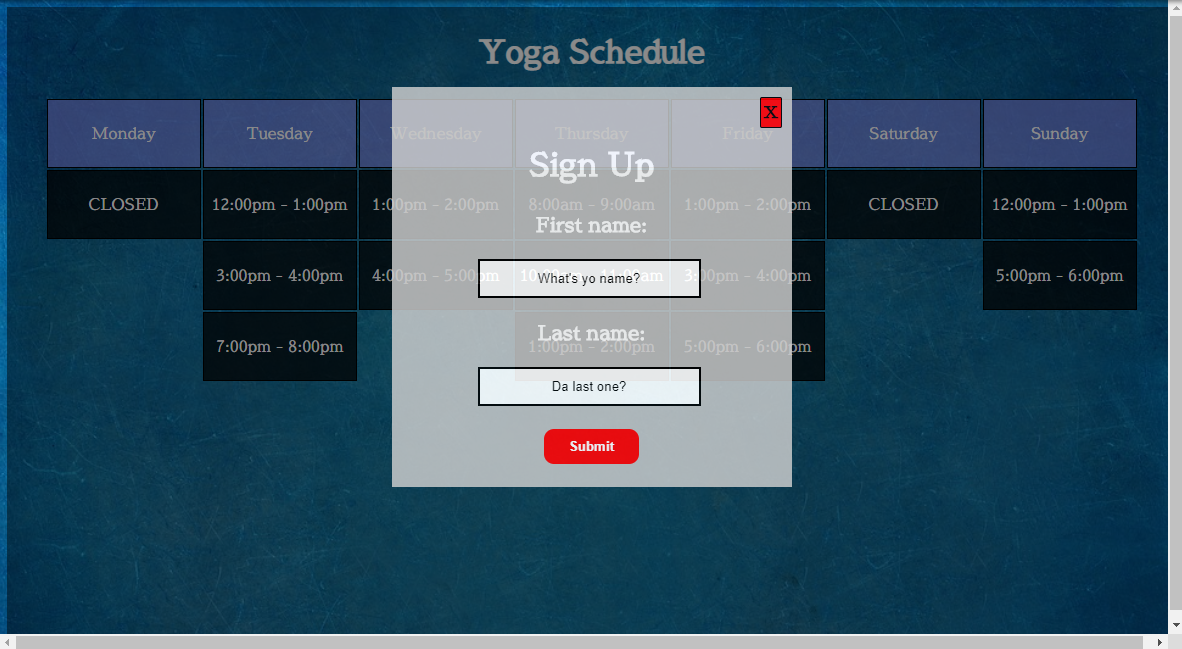 Yoga Schedule
X
Monday Tuesday Wednesday Thursday Friday Saturday Sunday
Sign Up
CLOSED 12:00pm - 1:00pm 1:00pm - 2:00pm 8:00am - 9:00am 1:00pm - 2:00pm CLOSED 12:00pm - 1:00pm
First name:
3:00pm - 4:00pm 4:00pm - 5:00pm 10:00am - 11:00am 3:00pm - 4:00pm 5:00pm - 6:00pm
What's yo name?
Last name:
7:00pm - 8:00pm 1:00pm - 2:00pm 5:00pm - 6:00pm
Da last one?
Submit